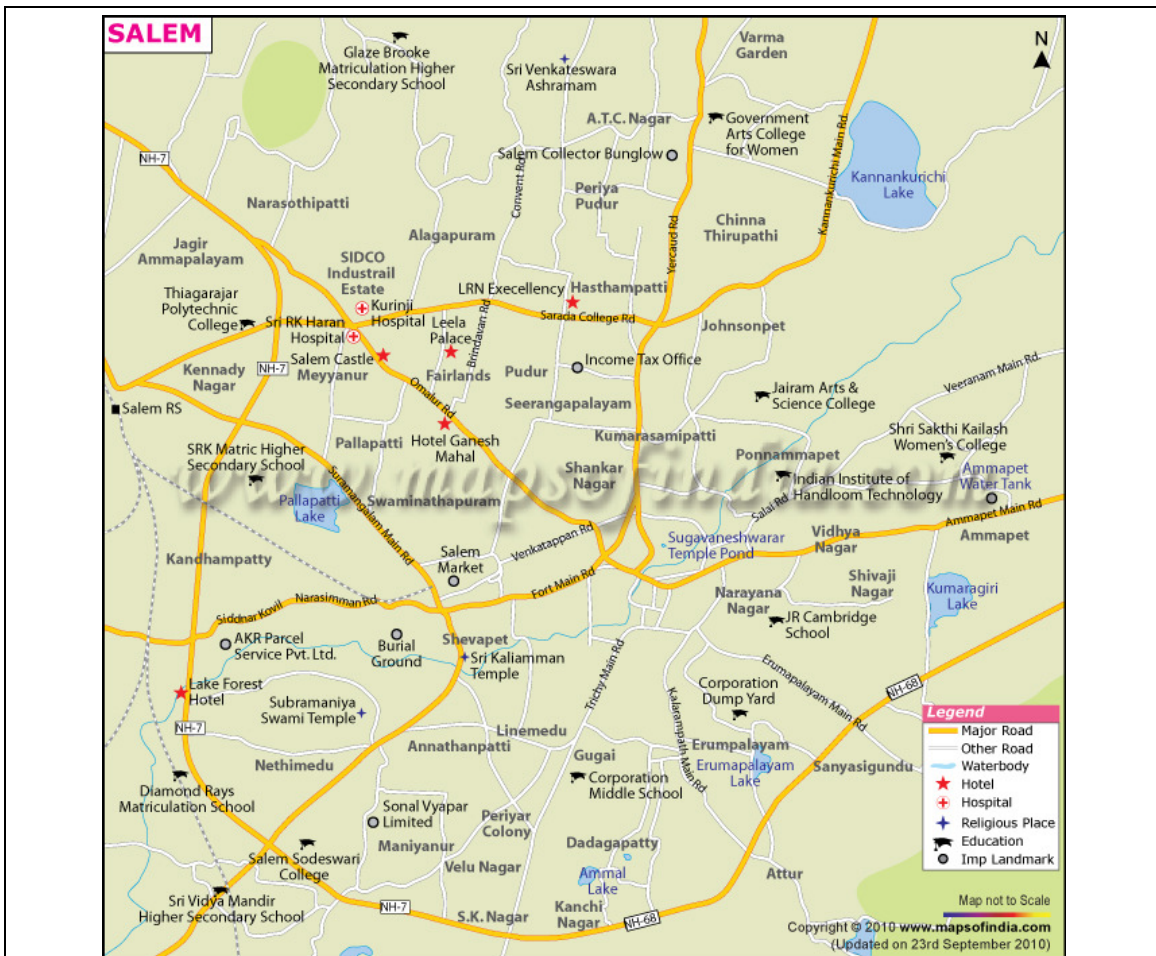 SALEM
N
Glaze Brooke
Matriculation Higher
Secondary School
Sri Venkateswara
Ashramam
Varma
Garden
A.T.C. Nagar
Government
Arts College
for Women
Salem Collector Bunglow
NH-7
Convent Rd
Kannankurichi Main Rd.
Kannankurichi
Lake
Periya
Pudur
Narasothipatti
Chinna
Thirupathi
Yercaud Rd
Alagapuram
Jagir
Ammapalayam
SIDCO
Industrail
Estate
LRN Execellency
Hasthampatti
Thiagarajar
Polytechnic
College
Kurinji
Hospital
Sarada College Rd
Sri RK Haran
Hospital
Leela
Palace
Brindavan Rd
Johnsonpet
Salem Castle
Meyyanur
Fairlands
Pudur
Income Tax Office
Kennady
Nagar
NH-7
Omalur Rd
Veeranam Main Rd.
Jairam Arts &
Science College
Salem RS
Seerangapalayam
Shri Sakthi Kailash
Women's College
Pallapatti
Hotel Ganesh
Mahal
Kumarasamipatti
SRK Matric Higher
Secondary School
Ponnammapet
Shankar
Nagar
Indian Institute of
Handloom Technology
Ammapet
Water Tank
www.mapsofindia.com
Pallapatti
Lake
Suramangalam Main Rd
Swaminathapuram
Salai Rd
Ammapet Main Rd
Venkatappan Rd
Sugavaneshwarar
Temple Pond
Vidhya
Nagar
Ammapet
Kandhampatty
Salem
Market
Fort Main Rd
Shivaji
Nagar
Kumaragiri
Lake
Narayana
Nagar
Siddnar Kovil
Narasimman Rd
JR Cambridge
School
AKR Parcel
Service Pvt. Ltd.
Burial
Ground
Shevapet
Sri Kaliamman
Temple
Trichy Main Rd
Erumapalayam Main Rd
NH-68
Lake Forest
Hotel
Subramaniya
Swami Temple
Kalarampath Main Rd
Corporation
Dump Yard
NH-7
Linemedu
Annathanpatti
Nethimedu
Gugai
Erumpalayam
Erumapalayam
Lake
Sanyasigundu
Diamond Rays
Matriculation School
Corporation
Middle School
Sonal Vyapar
Limited
Periyar
Colony
Maniyanur
Dadagapatty
Salem Sodeswari
College
Velu Nagar
Ammal
Lake
Attur
Sri Vidya Mandir
Higher Secondary School
NH-7
S.K. Nagar
Kanchi
Nagar
NH-68
Legend
Major Road
Other Road
Waterbody
Hotel
Hospital
Religious Place
Education
Imp Landmark
Map not to Scale
Copyright © 2010 www.mapsofindia.com
(Updated on 23rd September 2010)